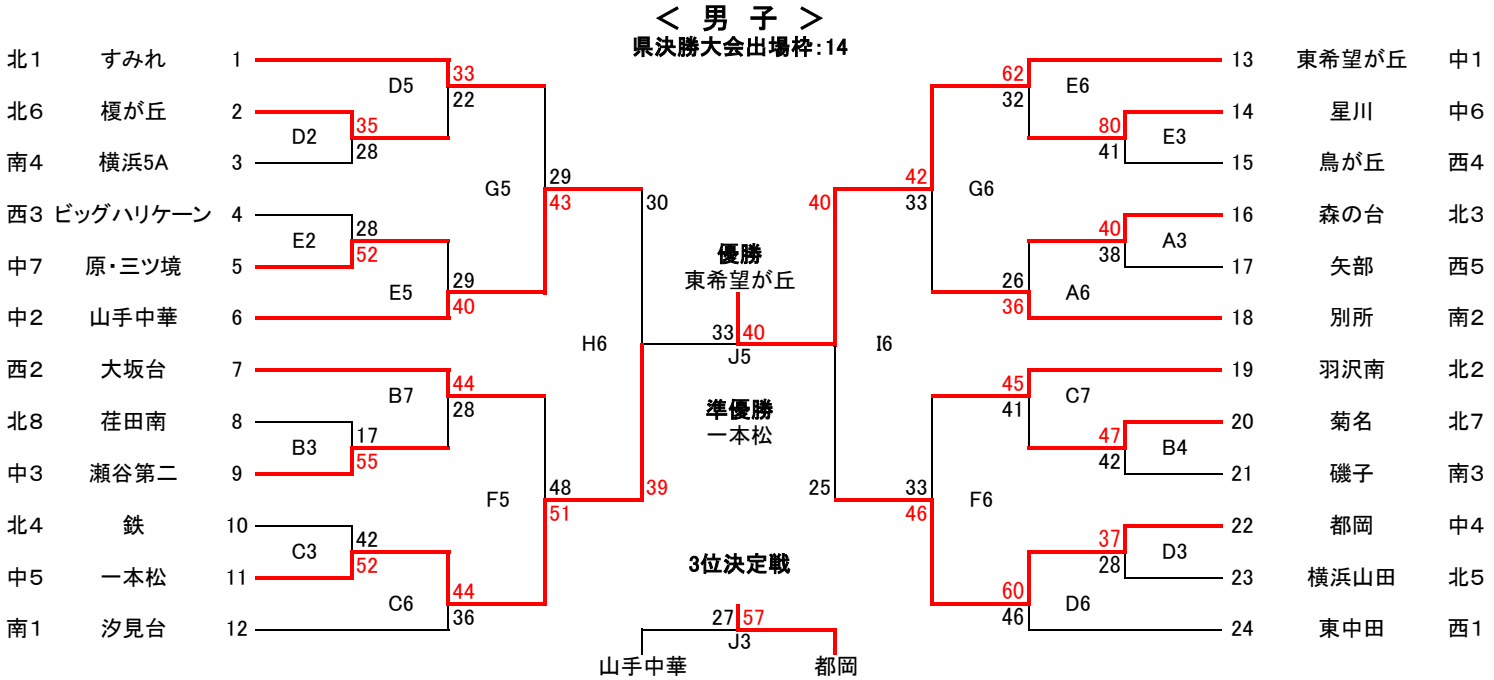 ＜ 男 子 ＞
県決勝大会出場枠：14
北１ すみれ 1
北６ 榎が丘 2
南４ 横浜5A 3
西３ ビッグハリケーン 4
中７ 原・三ツ境 5
中２ 山手中華 6
西２ 大坂台 7
北８ 荏田南 8
中３ 瀬谷第二 9
北４ 鉄 10
中５ 一本松 11
南１ 汐見台 12
D5 33
22
D2 35
28
G5 29
43
E2 28
52
E5 29
40
H6 30
39
B7 44
28
B3 17
55
F5 48
51
C3 42
52
C6 44
36
優勝
東希望が丘
33 40
J5
準優勝
一本松
3位決定戦
27 57
J3
山手中華 都岡
62 E6
32
80 E3
41
42 G6
33
40 A3
38
26 A6
36
40 I6
25
45 C7
41
47 B4
42
33 F6
46
37 D3
28
60 D6
46
13 東希望が丘 中１
14 星川 中６
15 鳥が丘 西４
16 森の台 北３
17 矢部 西５
18 別所 南２
19 羽沢南 北２
20 菊名 北７
21 磯子 南３
22 都岡 中４
23 横浜山田 北５
24 東中田 西１